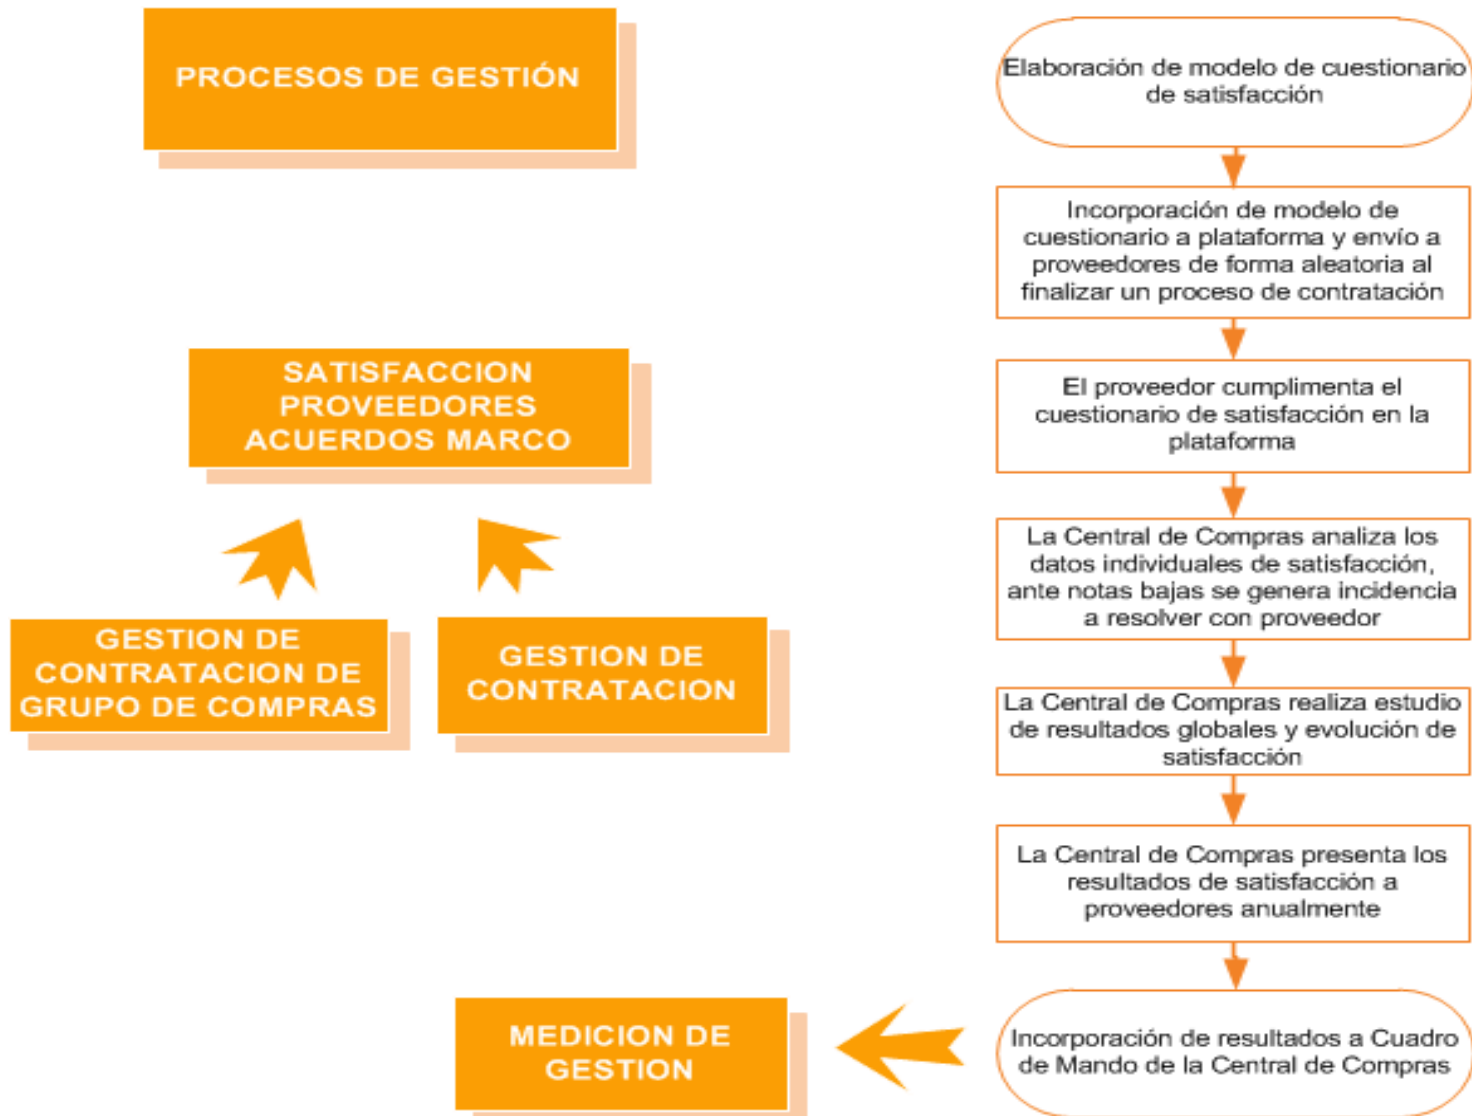 PROCESOS DE GESTIÓN
SATISFACCION
PROVEEDORES
ACUERDOS MARCO
GESTION DE
CONTRATACION DE
GRUPO DE COMPRAS
GESTION DE
CONTRATACION
MEDICION DE
GESTION
Elaboración de modelo de cuestionario
de satisfacción
Incorporación de modelo de
cuestionario a plataforma y envío a
proveedores de forma aleatoria al
finalizar un proceso de contratación
El proveedor cumplimenta el
cuestionario de satisfacción en la
plataforma
La Central de Compras analiza los
datos individuales de satisfacción,
ante notas bajas se genera incidencia
a resolver con proveedor
La Central de Compras realiza estudio
de resultados globales y evolución de
satisfacción
La Central de Compras presenta los
resultados de satisfacción a
proveedores anualmente
Incorporación de resultados a Cuadro
de Mando de la Central de Compras